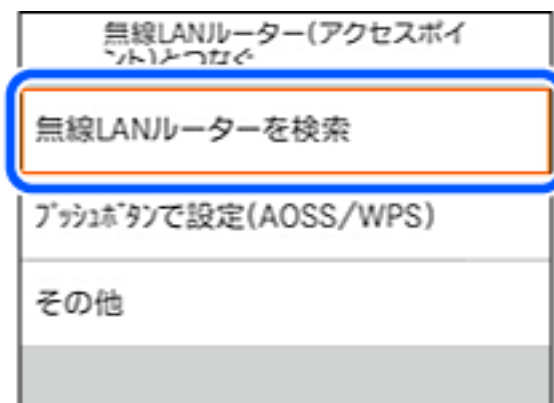 無線LANルーター(アクセスポイ
ント)とつなぐ
無線LANルーターを検索
ﾌﾟｯｼｭﾎﾞﾀﾝで設定(AOSS/WPS)
その他